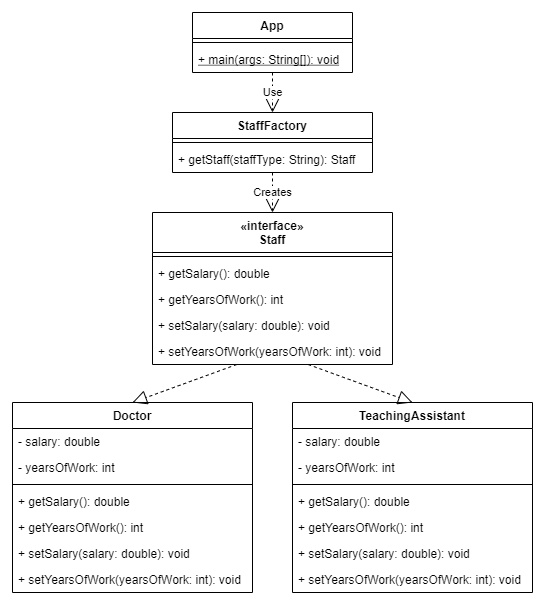 App
+ main(args: String[]): void
Use
StaffFactory
+ getStaff(staffType: String): Staff
Creates
«interface»
Staff
+ getSalary(): double
+ getYearsOfWork(): int
+ setSalary(salary: double): void
+ setYearsOfWork(yearsOfWork: int): void
Doctor
- salary: double
- yearsOfWork: int
+ getSalary(): double
+ getYearsOfWork(): int
+ setSalary(salary: double): void
+ setYearsOfWork(yearsOfWork: int): void
TeachingAssistant
- salary: double
- yearsOfWork: int
+ getSalary(): double
+ getYearsOfWork(): int
+ setSalary(salary: double): void
+ setYearsOfWork(yearsOfWork: int): void